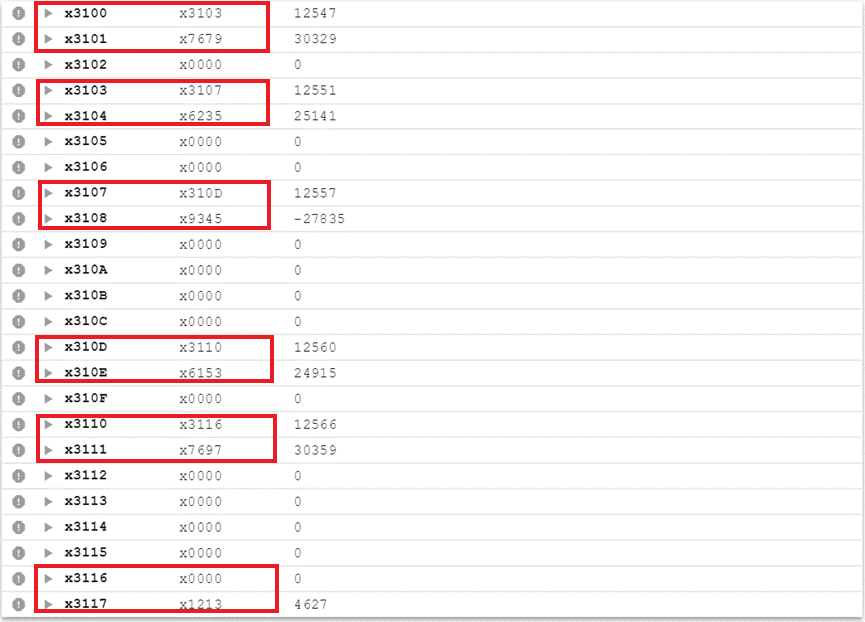 x3100 x3103 12547
x3101 x7679 30329
x3102 x0000 0
x3103 x3107 12551
x3104 x6235 25141
x3105 x0000 0
x3106 x0000 0
x3107 x310D 12557
x3108 x9345 -27835
x3109 x0000 0
x310A x0000 0
x310B x0000 0
x310C x0000 0
x310D x3110 12560
x310E x6153 24915
x310F x0000 0
x3110 x3116 12566
x3111 x7697 30359
x3112 x0000 0
x3113 x0000 0
x3114 x0000 0
x3115 x0000 0
x3116 x0000 0
x3117 x1213 4627